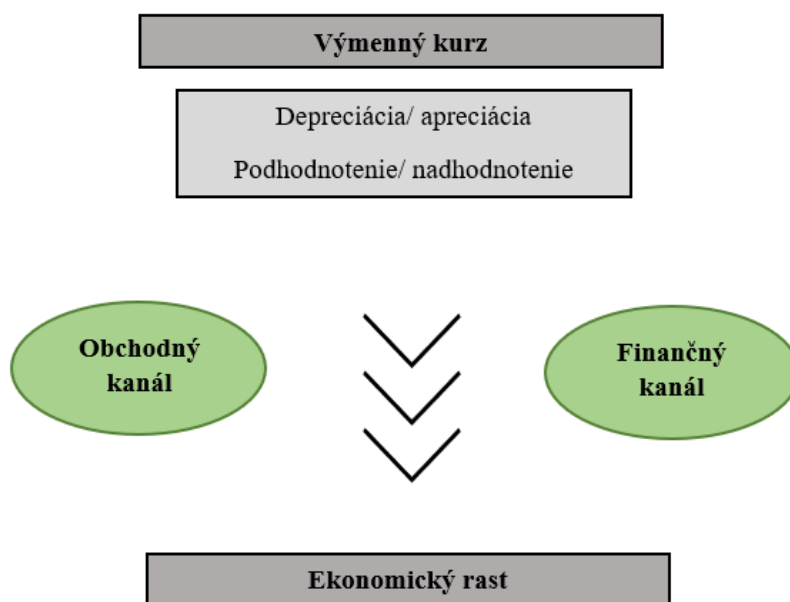 Výmenný kurz
Depreciácia/ apreciácia
Podhodnotenie/ nadhodnotenie
Obchodný
kanál
Finančný
kanál
Ekonomický rast